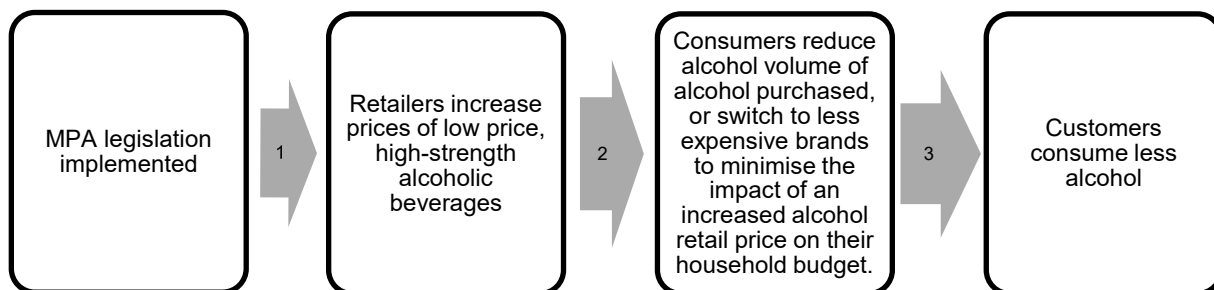 MPA legislation
implemented
1
Retailers increase
prices of low price,
high-strength
alcoholic
beverages
2
Consumers reduce
alcohol volume of
alcohol purchased,
or switch to less
expensive brands
to minimise the
impact of an
increased alcohol
retail price on their
household budget.
3
Customers
consume less
alcohol